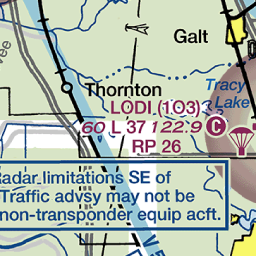 Galt
Thornton
Tracy
Lake
LODI (1O3)
60 L 37 122.9 C
RP 26
Radar limitations SE of
Traffic advsy may not be
non-transponder equip acft.